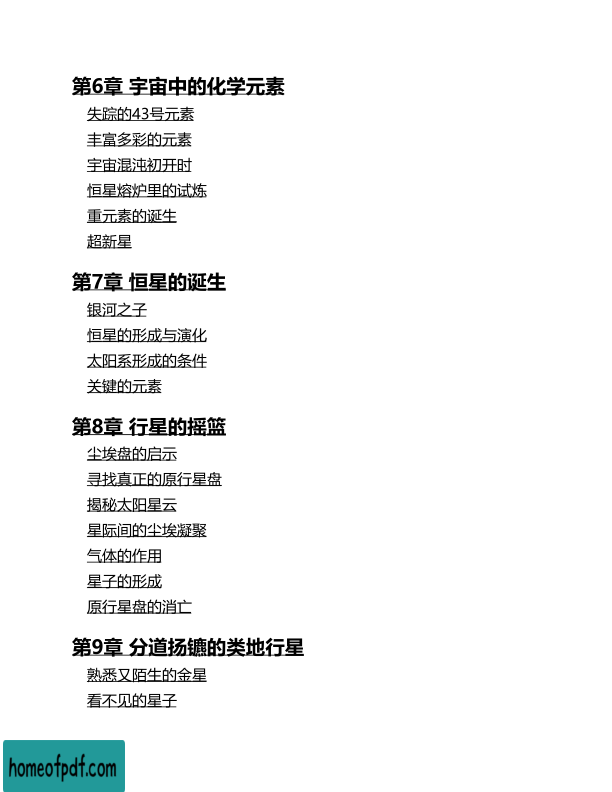 第6章 宇宙中的化学元素
失踪的43号元素
丰富多彩的元素
宇宙混沌初开时
恒星熔炉里的试炼
重元素的诞生
超新星
第7章 恒星的诞生
银河之子
恒星的形成与演化
太阳系形成的条件
关键的元素
第8章 行星的摇篮
尘埃盘的启示
寻找真正的原行星盘
揭秘太阳星云
星际间的尘埃凝聚
气体的作用
星子的形成
原行星盘的消亡
第9章 分道扬镳的类地行星
熟悉又陌生的金星
看不见的星子
homeofpdf.com